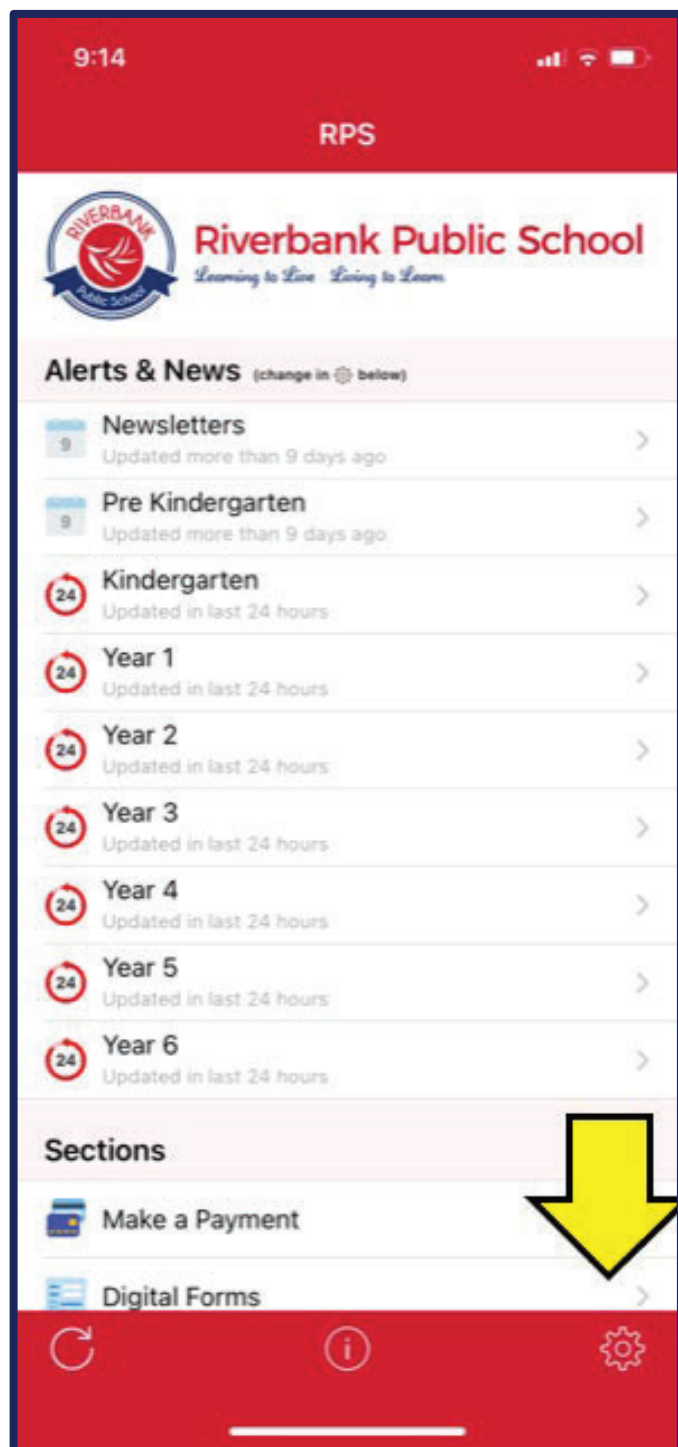 9:14
RPS
RIVERBANK
Public School
Riverbank Public School
Learning to Live Living to Learn
Alerts & News (change in below)
9
Newsletters
Updated more than 9 days ago
9
Pre Kindergarten
Updated more than 9 days ago
24
Kindergarten
Updated in last 24 hours
24
Year 1
Updated in last 24 hours
24
Year 2
Updated in last 24 hours
24
Year 3
Updated in last 24 hours
24
Year 4
Updated in last 24 hours
24
Year 5
Updated in last 24 hours
24
Year 6
Updated in last 24 hours
Sections
Make a Payment
Digital Forms